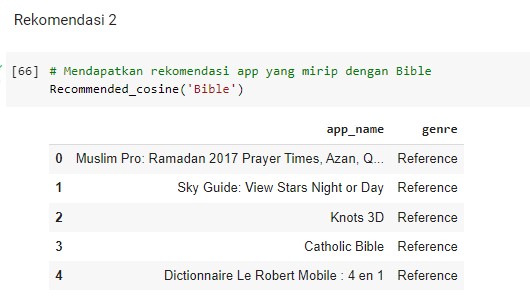 Rekomendasi 2
[66] # Mendapatkan rekomendasi app yang mirip dengan Bible
Recommended_cosine('Bible')
app_name genre
0 Muslim Pro: Ramadan 2017 Prayer Times, Azan, Q... Reference
1 Sky Guide: View Stars Night or Day Reference
2 Knots 3D Reference
3 Catholic Bible Reference
4 Dictionnaire Le Robert Mobile : 4 en 1 Reference